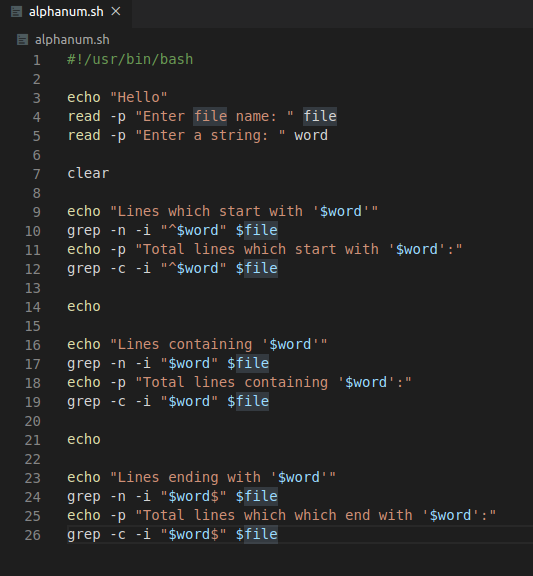 alphanum.sh ×
alphanum.sh
1 #!/usr/bin/bash
2
3 echo "Hello"
4 read -p "Enter file name: " file
5 read -p "Enter a string: " word
6
7 clear
8
9 echo "Lines which start with '$word'"
10 grep -n -i "^$word" $file
11 echo -p "Total lines which start with '$word':"
12 grep -c -i "^$word" $file
13
14 echo
15
16 echo "Lines containing '$word'"
17 grep -n -i "$word" $file
18 echo -p "Total lines containing '$word':"
19 grep -c -i "$word" $file
20
21 echo
22
23 echo "Lines ending with '$word'"
24 grep -n -i "$word$" $file
25 echo -p "Total lines which which end with '$word':"
26 grep -c -i "$word$" $file